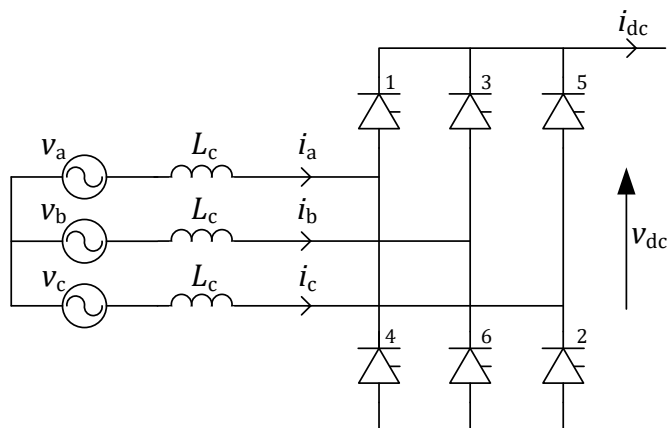 i_dc
1 3 5
v_a L_c i_a
v_b L_c i_b
v_dc
v_c L_c i_c
4 6 2